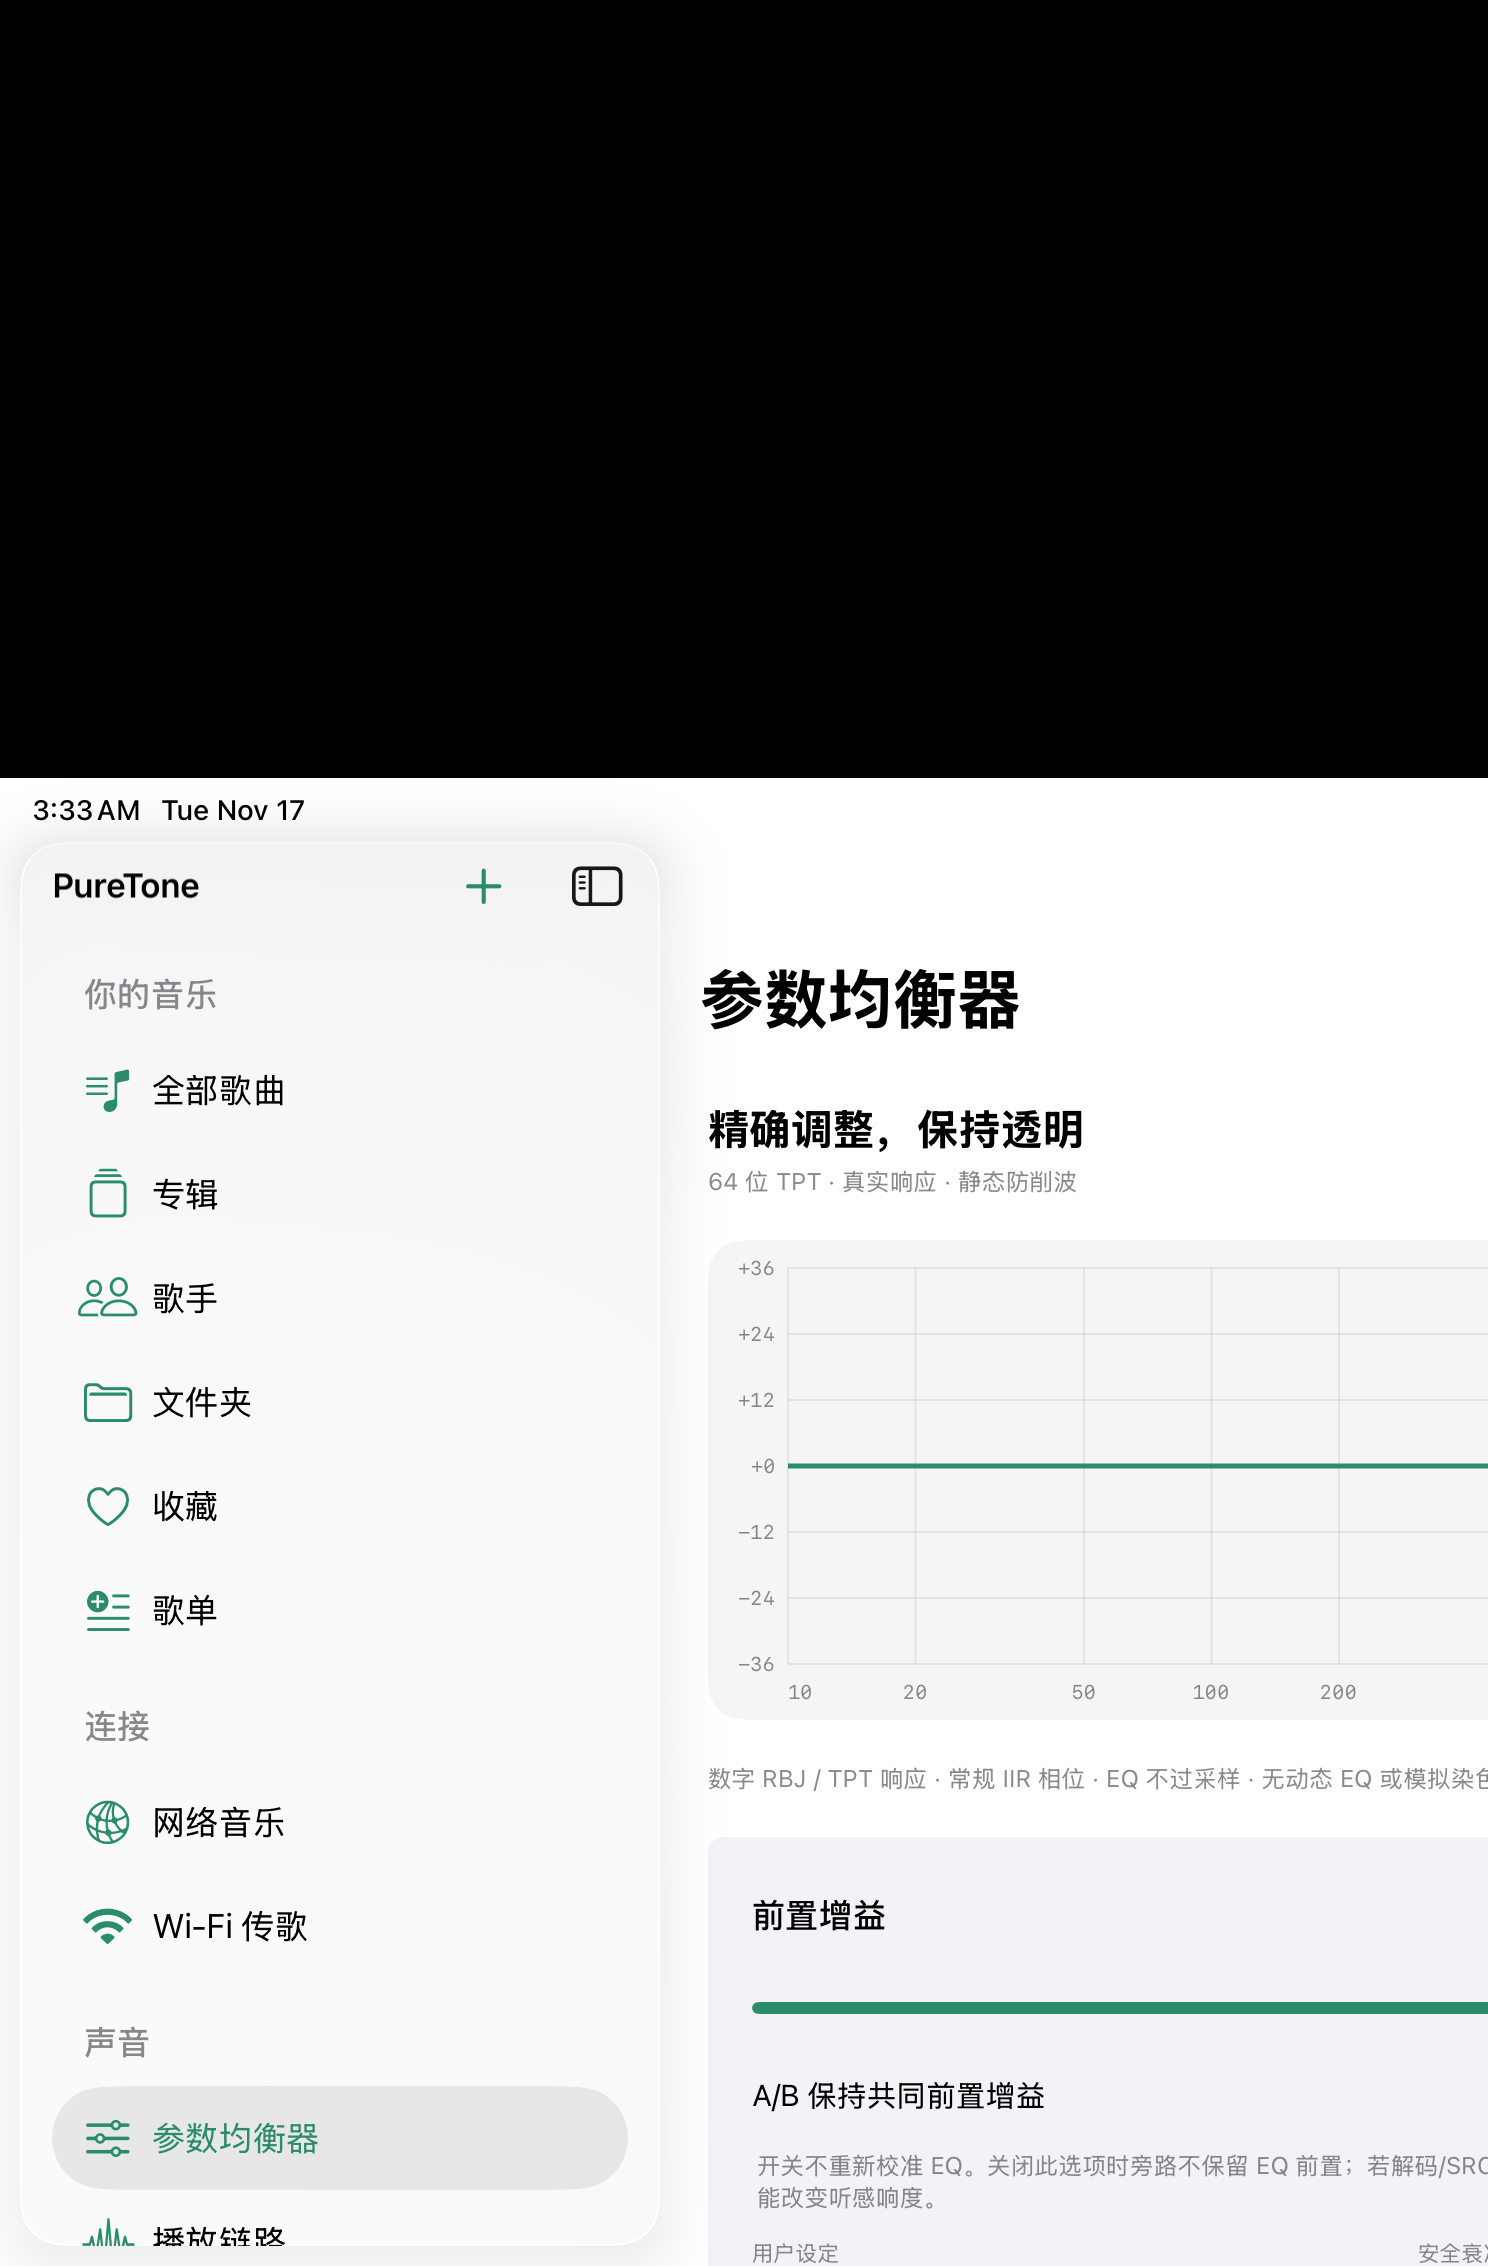 3:33 AM Tue Nov 17
PureTone
你的音乐
全部歌曲
专辑
歌手
文件夹
收藏
歌单
连接
网络音乐
Wi-Fi 传歌
声音
参数均衡器
播放链路
参数均衡器
精确调整，保持透明
64 位 TPT · 真实响应 · 静态防削波
+36
+24
+12
+0
−12
−24
−36
10 20 50 100 200
数字 RBJ / TPT 响应 · 常规 IIR 相位 · EQ 不过采样 · 无动态 EQ 或模拟染色
前置增益
A/B 保持共同前置增益
开关不重新校准 EQ。关闭此选项时旁路不保留 EQ 前置；若解码/SRC
能改变听感响度。
用户设定 安全衰